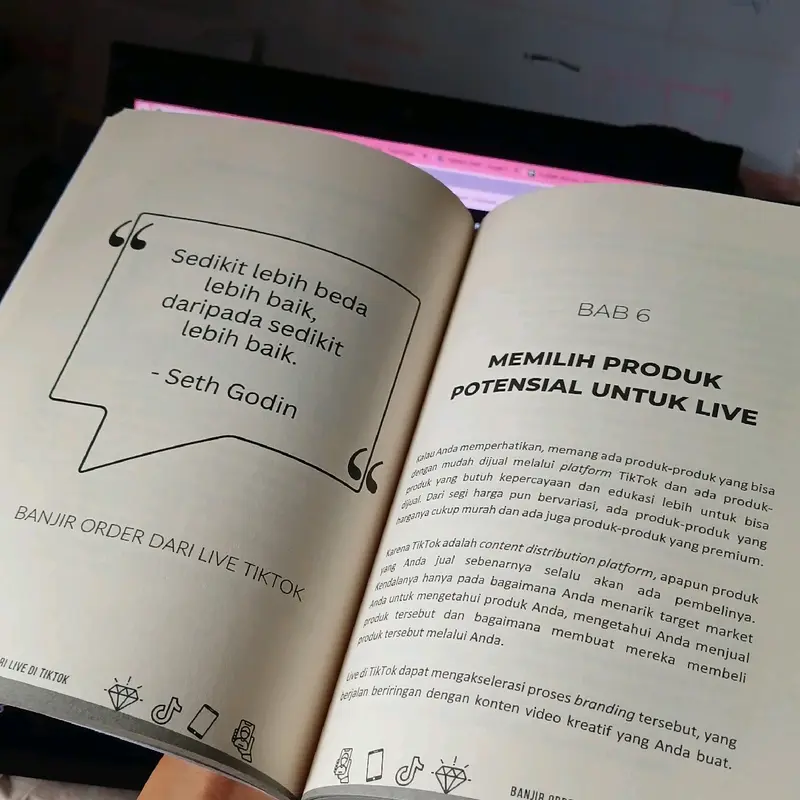 Sedikit lebih beda
lebih baik,
daripada sedikit
lebih baik.
- Seth Godin
BANJIR ORDER DARI LIVE TIKTOK
RI LIVE DI TIKTOK
BAB 6
MEMILIH PRODUK
POTENSIAL UNTUK LIVE
Kalau Anda memperhatikan, memang ada produk-produk yang bisa
dengan mudah dijual melalui platform TikTok dan ada produk-
produk yang butuh kepercayaan dan edukasi lebih untuk bisa
dijual. Dari segi harga pun bervariasi, ada produk-produk yang
harganya cukup murah dan ada juga produk-produk yang premium.
Karena TikTok adalah content distribution platform, apapun produk
yang Anda jual sebenarnya selalu akan ada pembelinya.
Kendalanya hanya pada bagaimana Anda menarik target market
Anda untuk mengetahui produk Anda, mengetahui Anda menjual
produk tersebut dan bagaimana membuat mereka membeli
produk tersebut melalui Anda.
Live di TikTok dapat mengakselerasi proses branding tersebut, yang
berjalan beriringan dengan konten video kreatif yang Anda buat.
BANJIR ORDE